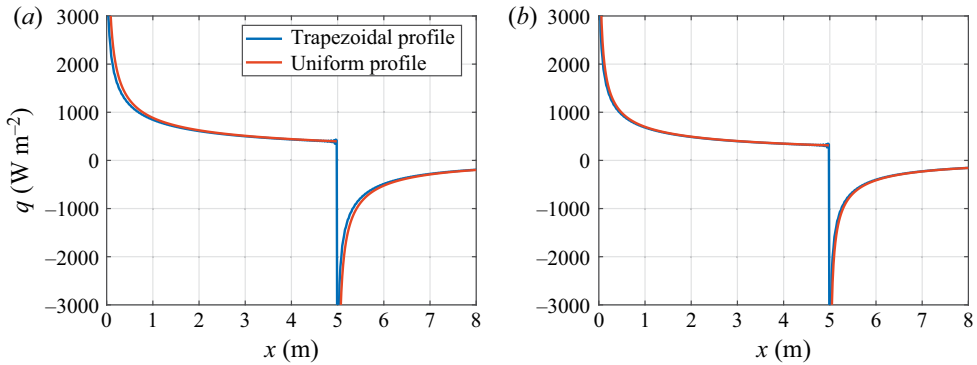 (a)
3000
2000
1000
0
−1000
−2000
−3000
q (W m−2)
Trapezoidal profile
Uniform profile
0 1 2 3 4 5 6 7 8
x (m)
(b)
3000
2000
1000
0
−1000
−2000
−3000
0 1 2 3 4 5 6 7 8
x (m)